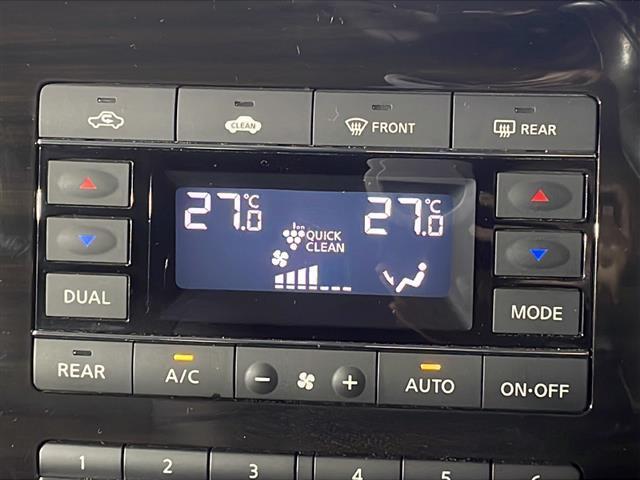 CLEAN
FRONT
REAR
27.0°C
27.0°C
ion
QUICK
CLEAN
DUAL
MODE
REAR
A/C
−
+
AUTO
ON·OFF
1 2 3 4 5 6